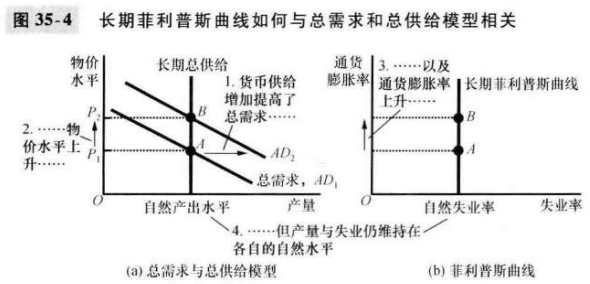 图 35-4 长期菲利普斯曲线如何与总需求和总供给模型相关
物价
水平
长期总供给
1. 货币供给
增加提高了
总需求……
P₂
B
2. ……物
价水平上
升……
P₁
A
AD₂
总需求，AD₁
O
自然产出水平
产量
(a) 总需求与总供给模型
通货
膨胀率
3. ……以及
通货膨胀率
上升……
长期菲利普斯曲线
B
A
O
自然失业率
失业率
4. ……但产量与失业仍维持在
各自的自然水平
(b) 菲利普斯曲线